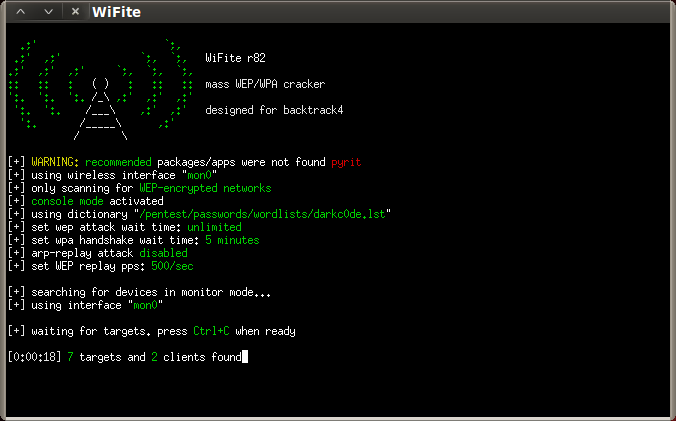 WiFite
WiFite r82
mass WEP/WPA cracker
designed for backtrack4
[+] WARNING: recommended packages/apps were not found pyrit
[+] using wireless interface "mon0"
[+] only scanning for WEP-encrypted networks
[+] console mode activated
[+] using dictionary "/pentest/passwords/wordlists/darkc0de.lst"
[+] set wep attack wait time: unlimited
[+] set wpa handshake wait time: 5 minutes
[+] arp-replay attack disabled
[+] set WEP replay pps: 500/sec
[+] searching for devices in monitor mode...
[+] using interface "mon0"
[+] waiting for targets. press Ctrl+C when ready
[0:00:18] 7 targets and 2 clients found